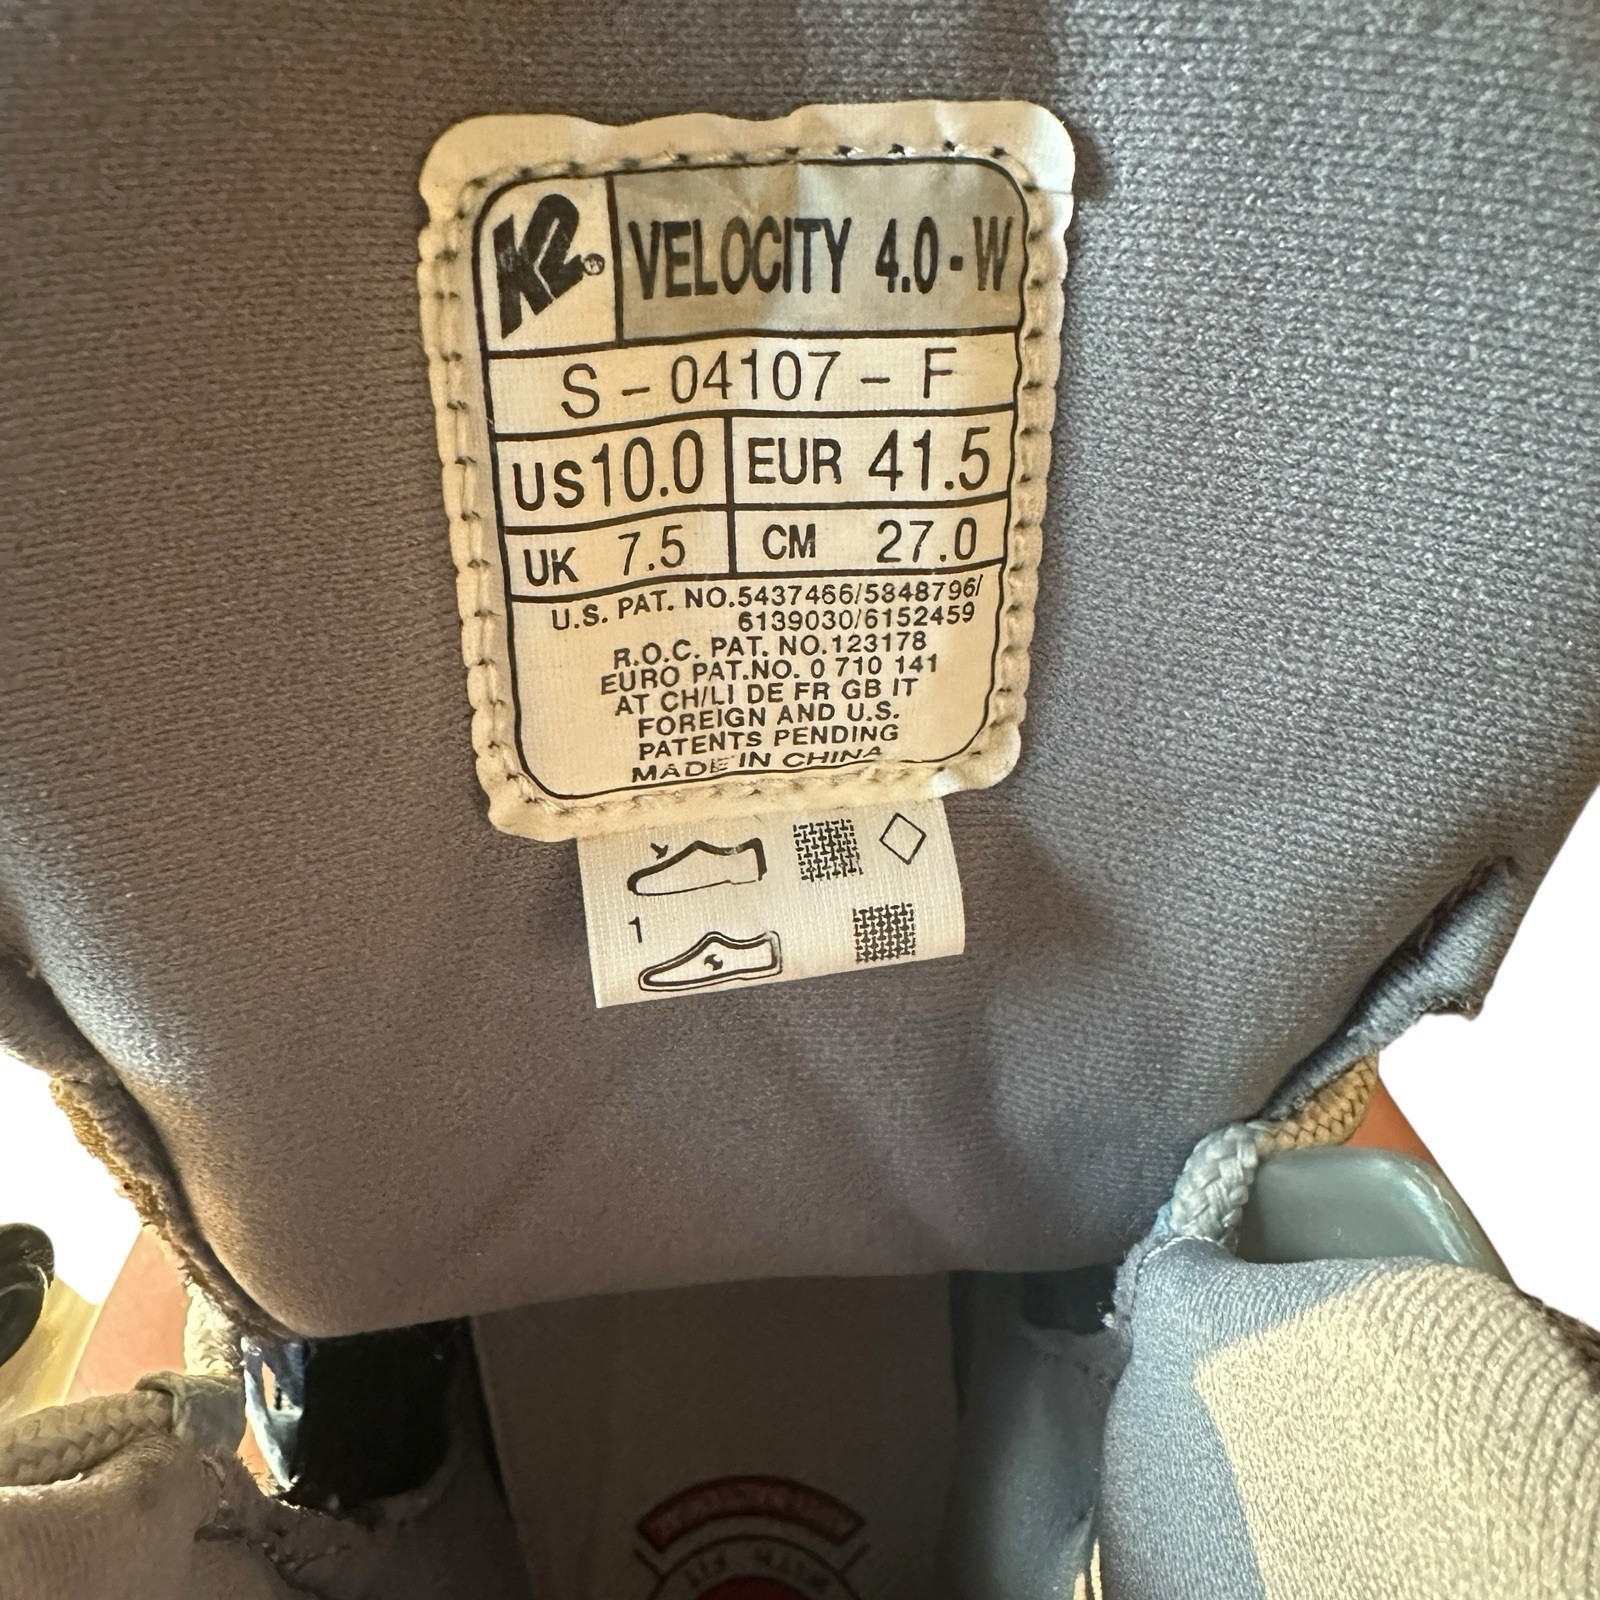 K2® VELOCITY 4.0 - W
S - 04107 - F
US 10.0 EUR 41.5
UK 7.5 CM 27.0
U.S. PAT. NO.5437466/5848796/
6139030/6152459
R.O.C. PAT. NO.123178
EURO PAT.NO. 0 710 141
AT CH/LI DE FR GB IT
FOREIGN AND U.S.
PATENTS PENDING
MADE IN CHINA
1